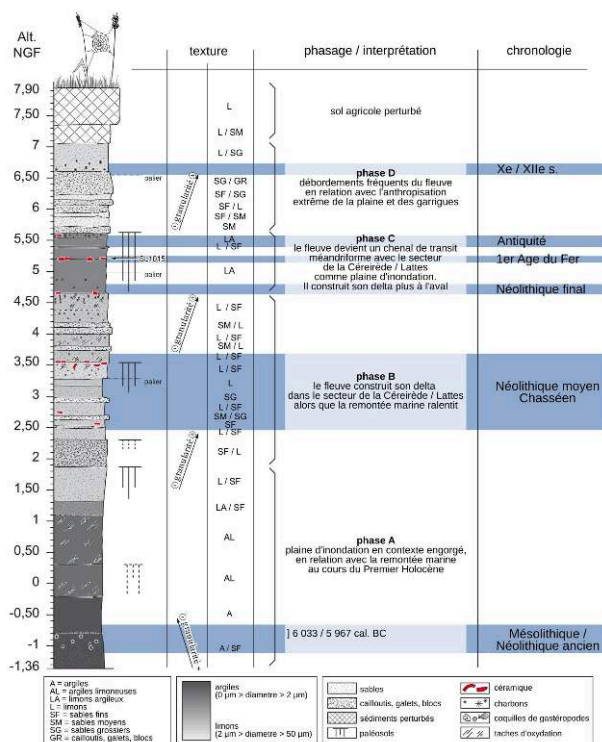 Alt.
NGF
texture
phasage / interprétation
chronologie
7,90
7,50
7
6,50
6
5,50
5
4,50
4
3,50
3
2,50
2
1,10
1
0,50
0
-0,50
-1
-1,36
palier
palier
palier
granularité
granularité
granularité
granularité
L
L / SM
L / SG
SG / GR
SF / SG
SF / L
SF / SM
SM
LA
L / SF
LA
L / SF
SM / L
L / SF
SM / L
L / SF
L / SF
L
SG
L / SF
SM / SG
SF
L / SF
SF / L
L / SF
LA / SF
AL
AL
A
A / SF
sol agricole perturbé
phase D
débordements fréquents du fleuve
en relation avec l'anthropisation
extrême de la plaine et des garrigues
phase C
le fleuve devient un chenal de transit
méandriforme avec le secteur
de la Céreirède / Lattes
comme plaine d'inondation.
Il construit son delta plus à l'aval
phase B
le fleuve construit son delta
dans le secteur de la Céreirède / Lattes
alors que la remontée marine ralentit
phase A
plaine d'inondation en contexte engorgé,
en relation avec la remontée marine
au cours du Premier Holocène
] 6 033 / 5 967 cal. BC
Xe / XIIe s.
Antiquité
1er Age du Fer
Néolithique final
Néolithique moyen
Chasséen
Mésolithique /
Néolithique ancien
A = argiles
AL = argiles limoneuses
LA = limons argileux
L = limons
SF = sables fins
SM = sables moyens
SG = sables grossiers
GR = cailloutis, galets, blocs
argiles
(0 µm > diametre > 2 µm)
limons
(2 µm > diametre > 50 µm)
sables
cailloutis, galets, blocs
sédiments perturbés
paléosols
céramique
charbons
coquilles de gastéropodes
taches d'oxydation